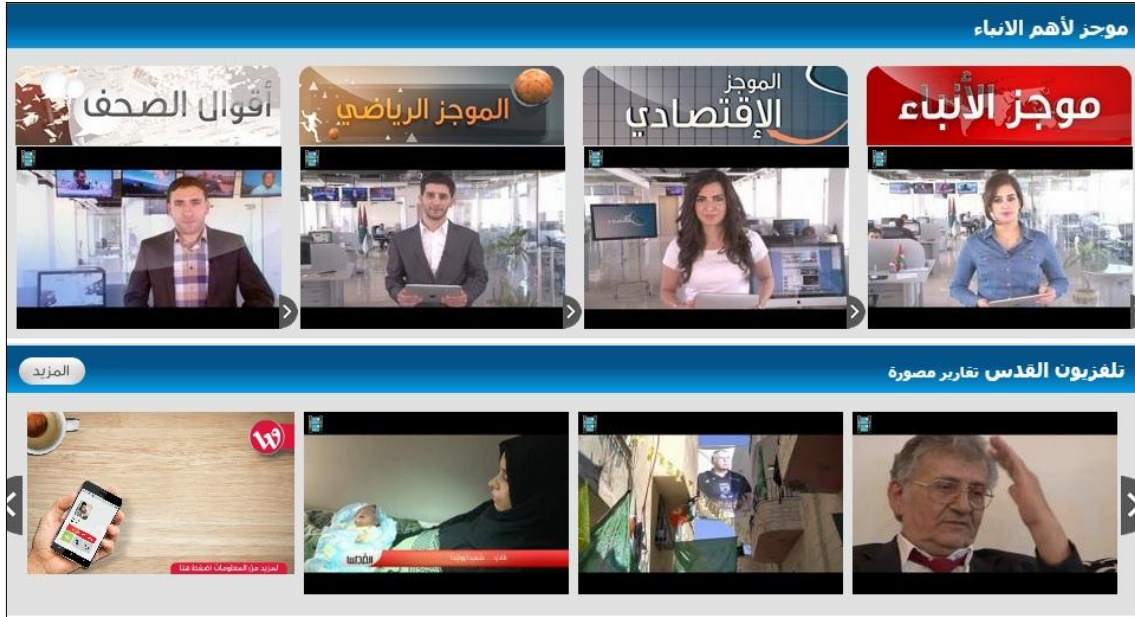 موجز لأهم الانباء
موجز الأنباء
الموجز
الإقتصادي
الموجز الرياضي
أقوال الصحف
تلفزيون القدس تقارير مصورة
المزيد
القدس
لمزيد من المعلومات اضغط هنا